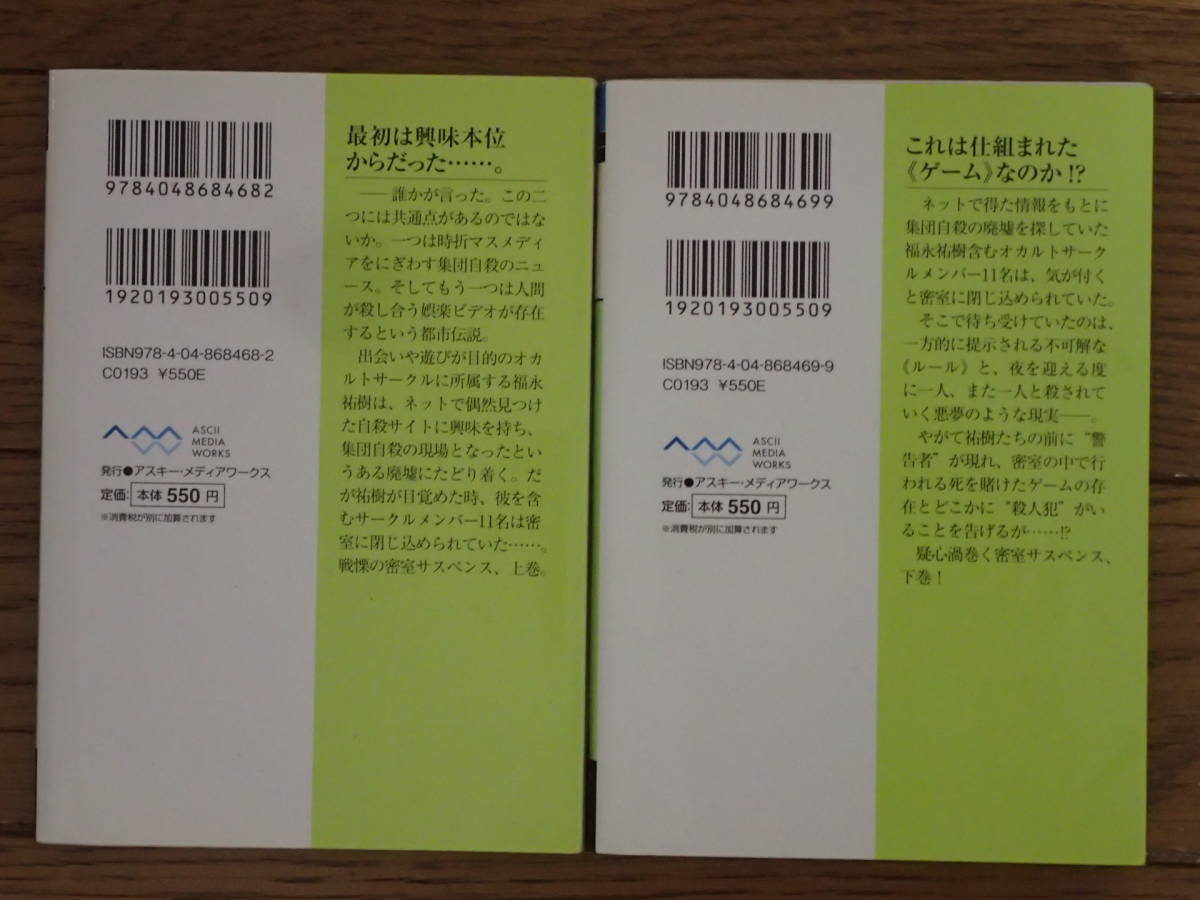 9784048684682
1920193005509
ISBN978-4-04-868468-2
C0193 ¥550E
ASCII
MEDIA
WORKS
発行●アスキー・メディアワークス
定価: 本体 550 円
※消費税が別に加算されます
最初は興味本位
からだった……。
――誰かが言った。この二
つには共通点があるのではな
いか。一つは時折マスメディ
アをにぎわす集団自殺のニュ
ース。そしてもう一つは人間
が殺し合う娯楽ビデオが存在
するという都市伝説。
出会いや遊びが目的のオカ
ルトサークルに所属する福永
祐樹は、ネットで偶然見つけ
た自殺サイトに興味を持ち、
集団自殺の現場となったとい
うある廃墟にたどり着く。だ
が祐樹が目覚めた時、彼を含
むサークルメンバー11名は密
室に閉じ込められていた……。
戦慄の密室サスペンス、上巻。
9784048684699
1920193005509
ISBN978-4-04-868469-9
C0193 ¥550E
ASCII
MEDIA
WORKS
発行●アスキー・メディアワークス
定価: 本体 550 円
※消費税が別に加算されます
これは仕組まれた
《ゲーム》なのか!?
ネットで得た情報をもとに
集団自殺の廃墟を探していた
福永祐樹含むオカルトサーク
ルメンバー11名は、気が付く
と密室に閉じ込められていた。
そこで待ち受けていたのは、
一方的に提示される不可解な
《ルール》と、夜を迎える度
に一人、また一人と殺されて
いく悪夢のような現実――。
やがて祐樹たちの前に“警
告者”が現れ、密室の中で行
われる死を賭けたゲームの存
在とどこかに“殺人犯”がい
ることを告げるが……!?
疑心渦巻く密室サスペンス、
下巻！